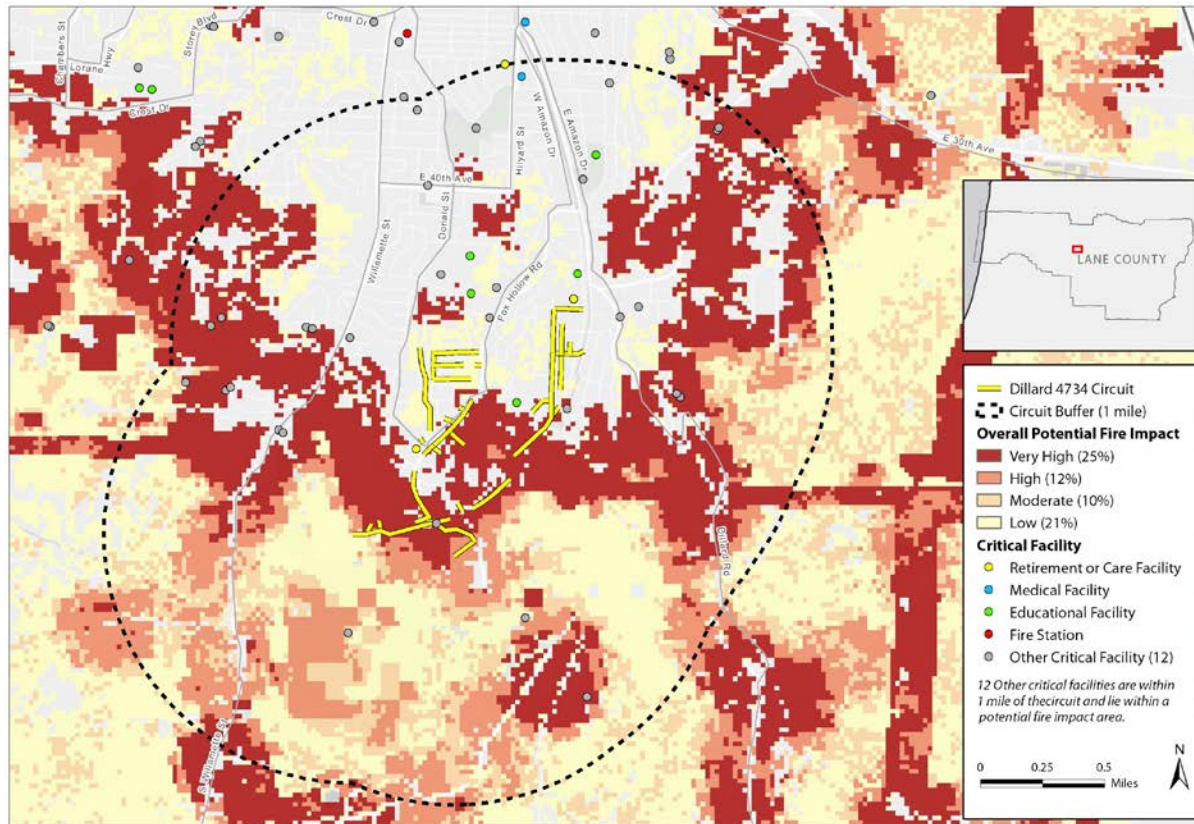 Chambers St
Lorane Hwy
Storey Blvd
Crest Dr
Crest Dr
Hilyard St
W Amazon Dr
E Amazon Dr
E 30th Ave
E 40th Ave
Willamette St
Donald St
Fox Hollow Rd
Dillard Rd
S Willamette St
LANE COUNTY
Dillard 4734 Circuit
Circuit Buffer (1 mile)
Overall Potential Fire Impact
Very High (25%)
High (12%)
Moderate (10%)
Low (21%)
Critical Facility
Retirement or Care Facility
Medical Facility
Educational Facility
Fire Station
Other Critical Facility (12)
12 Other critical facilities are within
1 mile of thecircuit and lie within a
potential fire impact area.
N
0 0.25 0.5
Miles